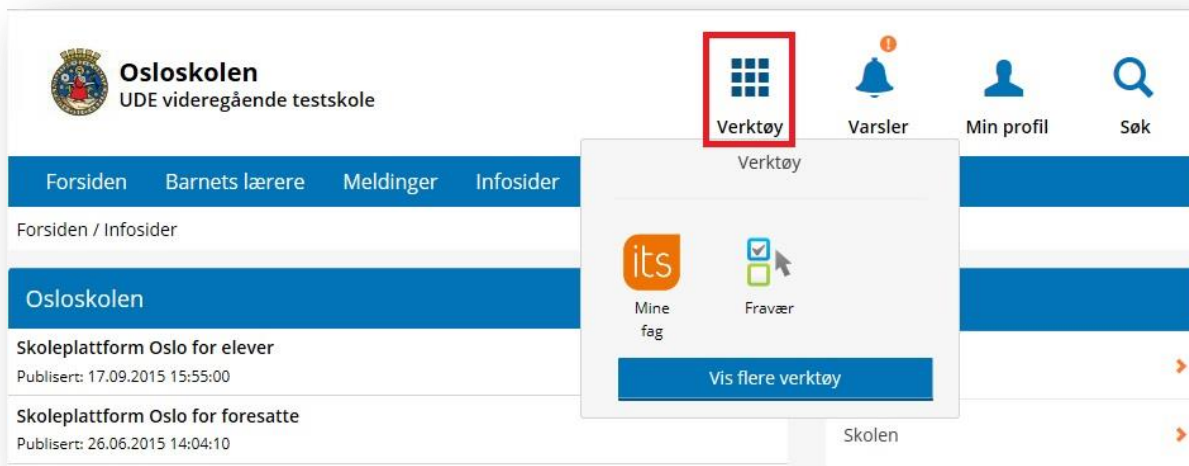 Osloskolen
UDE videregående testskole
!
Verktøy
Varsler
Min profil
Søk
Forsiden
Barnets lærere
Meldinger
Infosider
Forsiden / Infosider
Verktøy
its
Mine
fag
Fravær
Vis flere verktøy
Osloskolen
Skoleplattform Oslo for elever
Publisert: 17.09.2015 15:55:00
Skoleplattform Oslo for foresatte
Publisert: 26.06.2015 14:04:10
Skolen